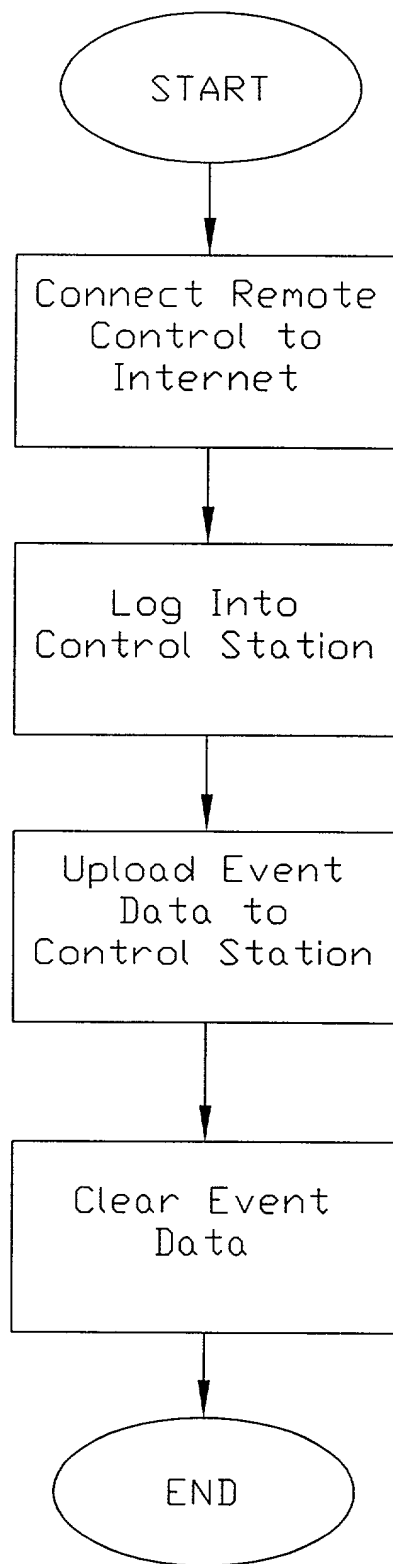 START
Connect Remote
Control to
Internet
Log Into
Control Station
Upload Event
Data to
Control Station
Clear Event
Data
END